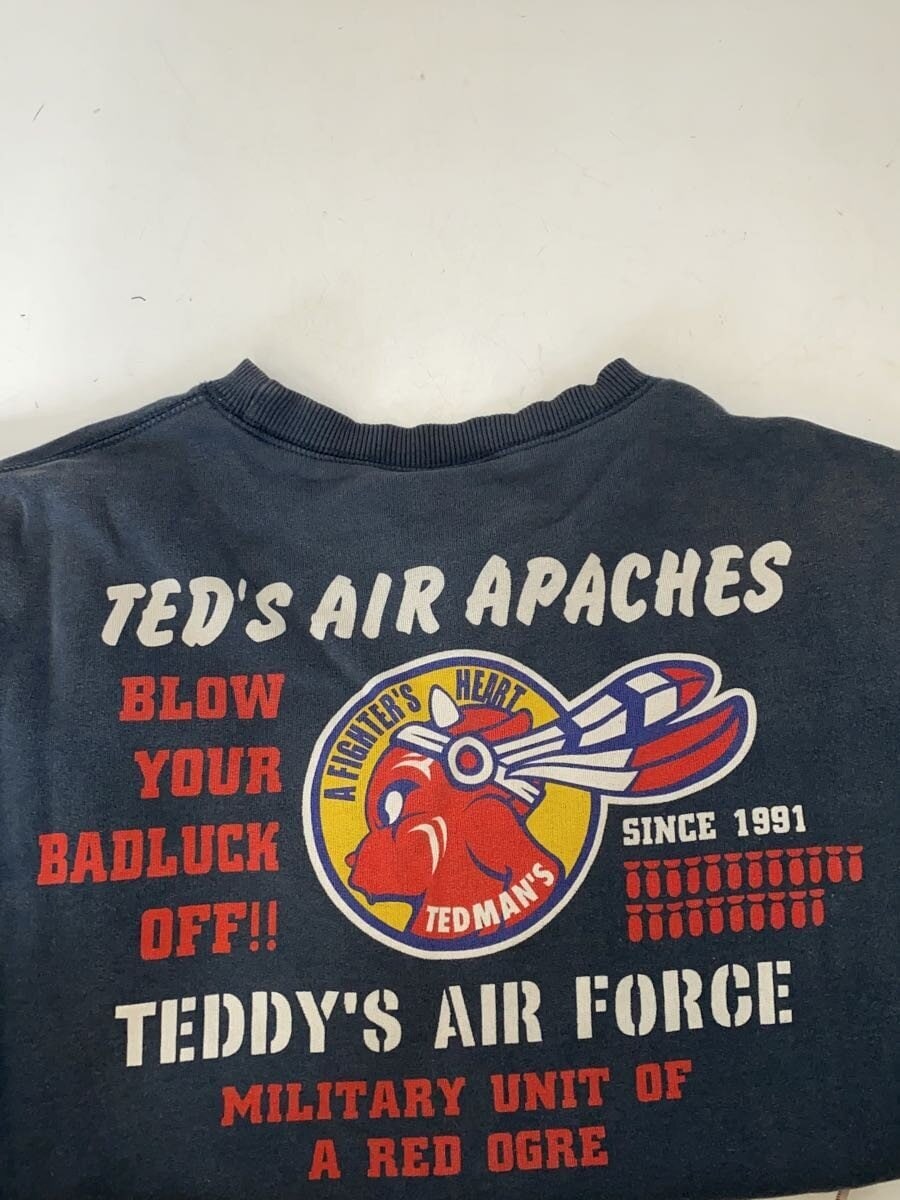 TED'S AIR APACHES
BLOW
YOUR
BADLUCK
OFF!!
A FIGHTER'S HEART
TEDMAN'S
SINCE 1991
TEDDY'S AIR FORCE
MILITARY UNIT OF
A RED OGRE